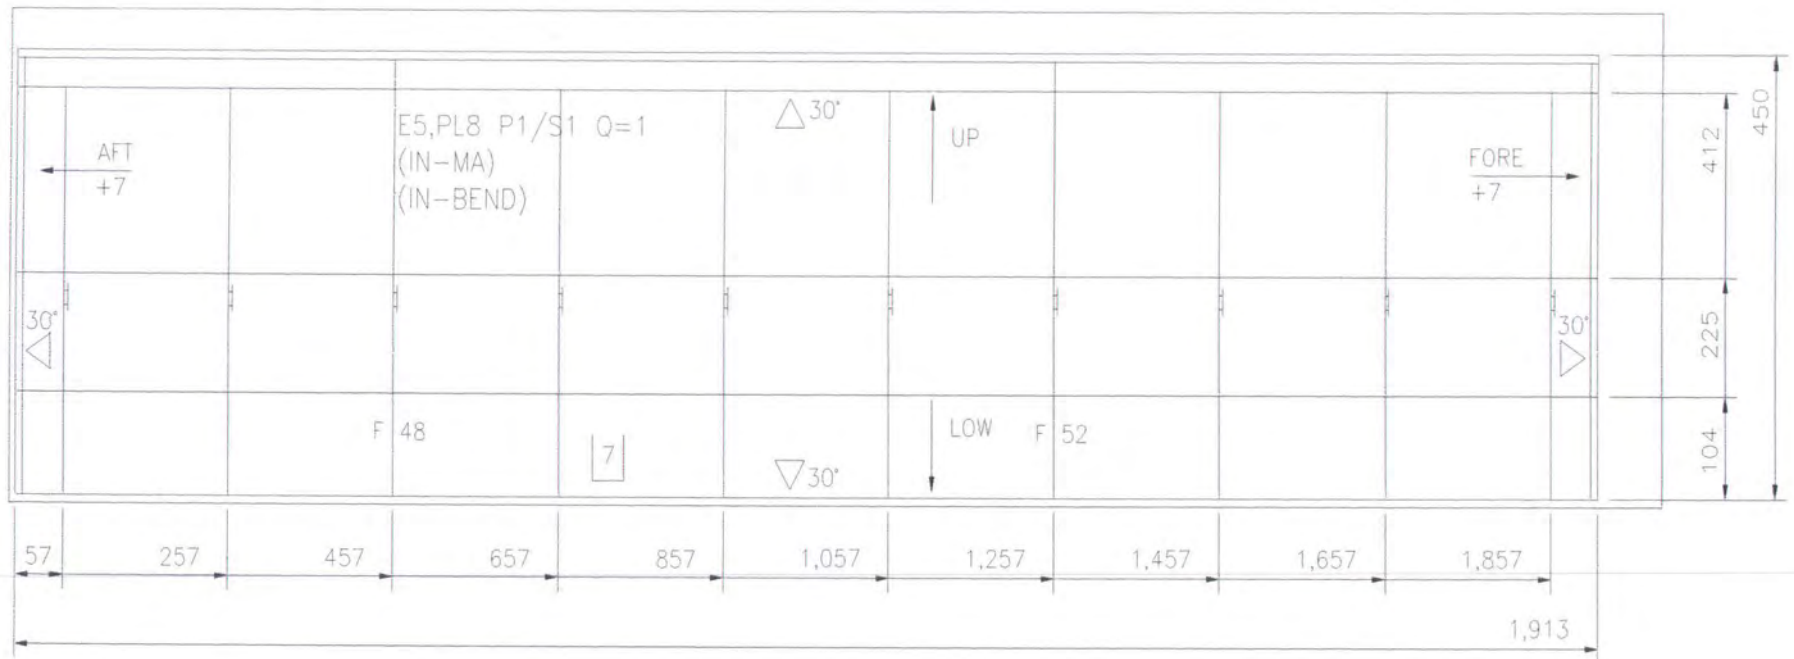 E5,PL8 P1/S1 Q=1
(IN-MA)
(IN-BEND)
30°
UP
AFT
+7
FORE
+7
412
450
30°
30°
225
F 48
7
30°
LOW
F 52
104
57
257
457
657
857
1,057
1,257
1,457
1,657
1,857
1,913